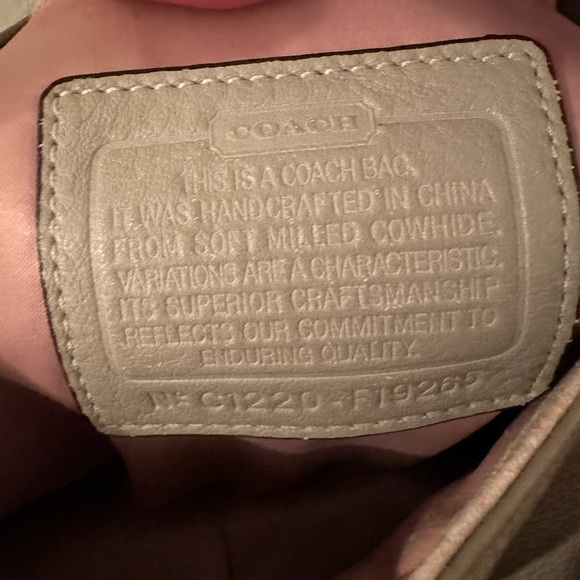 COACH
THIS IS A COACH BAG.
IT WAS HANDCRAFTED IN CHINA
FROM SOFT MILLED COWHIDE.
VARIATIONS ARE A CHARACTERISTIC.
ITS SUPERIOR CRAFTSMANSHIP
REFLECTS OUR COMMITMENT TO
ENDURING QUALITY.
Nº C1220-F19265